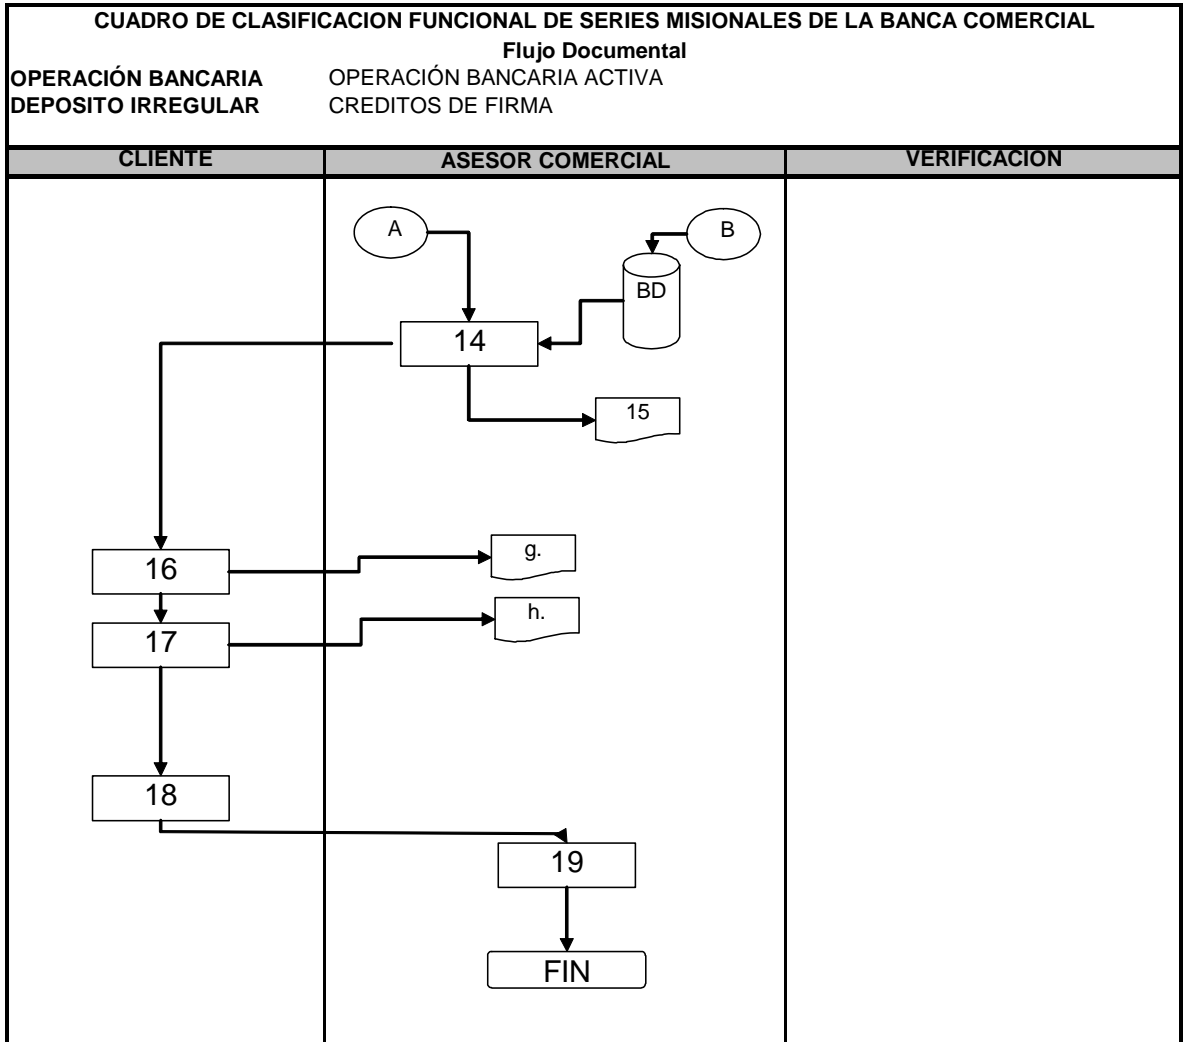 CUADRO DE CLASIFICACION FUNCIONAL DE SERIES MISIONALES DE LA BANCA COMERCIAL
Flujo Documental
OPERACIÓN BANCARIA OPERACIÓN BANCARIA ACTIVA
DEPOSITO IRREGULAR CREDITOS DE FIRMA
CLIENTE ASESOR COMERCIAL VERIFICACION
A B
BD
14
15
g.
16
h.
17
18
19
FIN